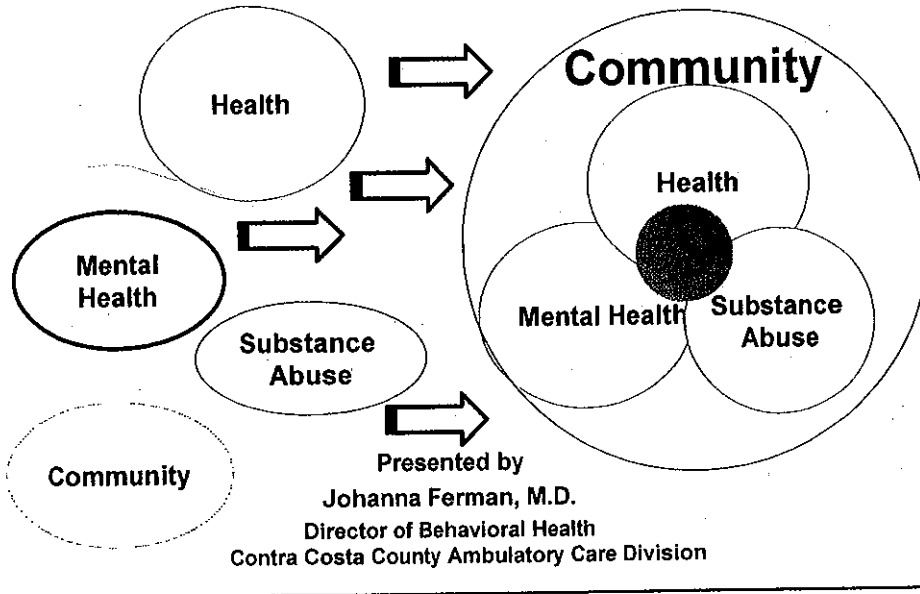 Health
Mental
Health
Substance
Abuse
Community
Community
Health
Mental Health
Substance
Abuse
Presented by
Johanna Ferman, M.D.
Director of Behavioral Health
Contra Costa County Ambulatory Care Division